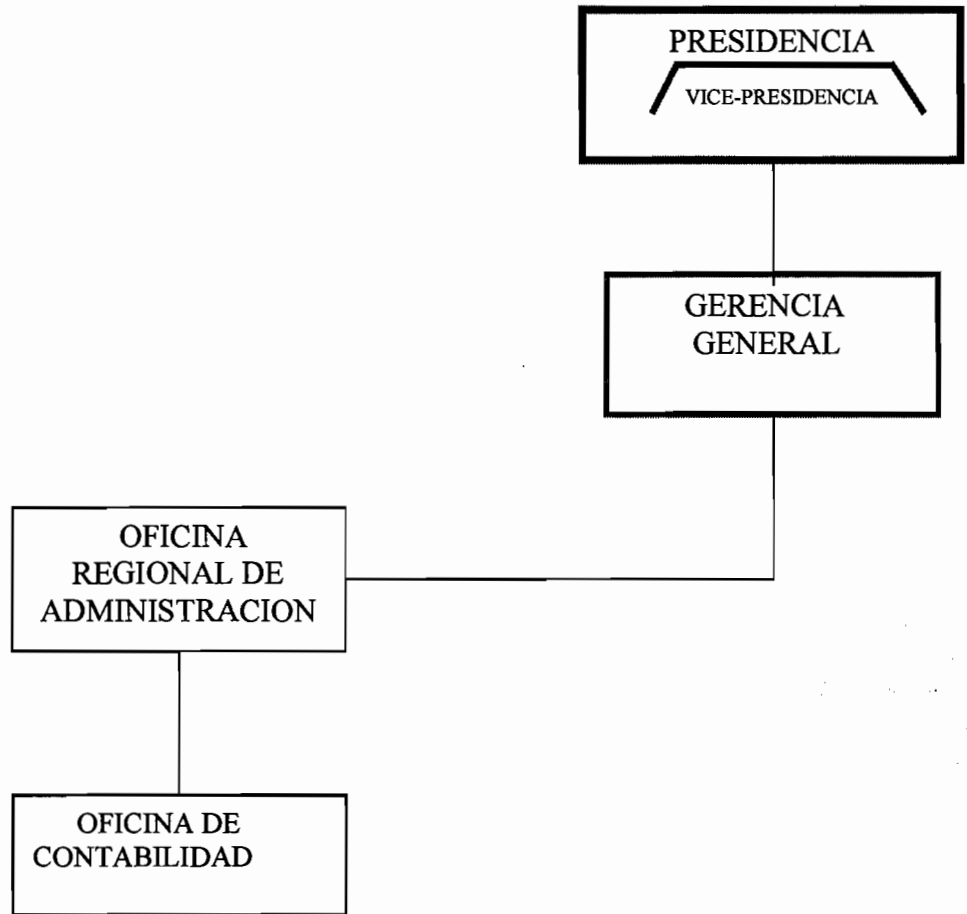 PRESIDENCIA
VICE-PRESIDENCIA
GERENCIA
GENERAL
OFICINA
REGIONAL DE
ADMINISTRACION
OFICINA DE
CONTABILIDAD